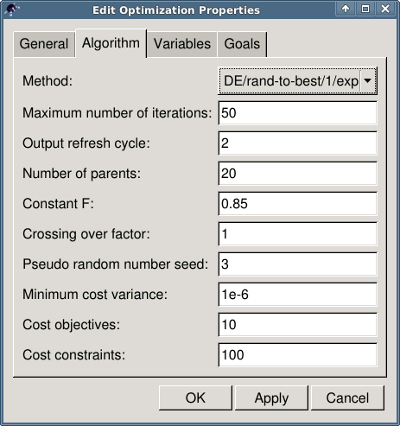 Edit Optimization Properties
General Algorithm Variables Goals
Method: DE/rand-to-best/1/exp
Maximum number of iterations: 50
Output refresh cycle: 2
Number of parents: 20
Constant F: 0.85
Crossing over factor: 1
Pseudo random number seed: 3
Minimum cost variance: 1e-6
Cost objectives: 10
Cost constraints: 100
OK Apply Cancel